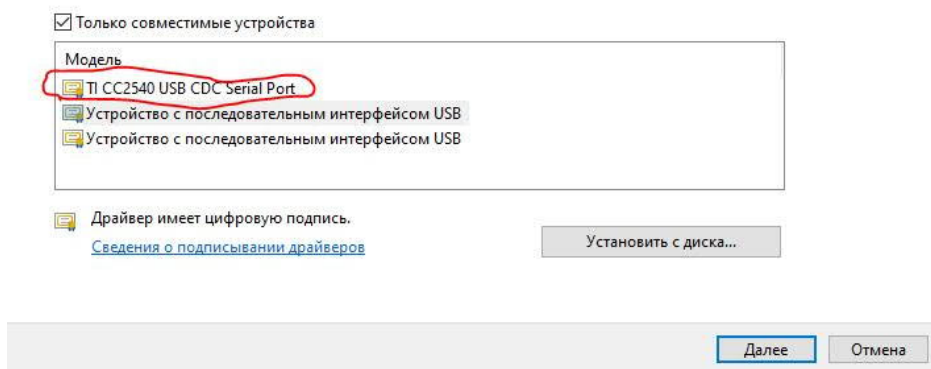 Только совместимые устройства
Модель
TI CC2540 USB CDC Serial Port
Устройство с последовательным интерфейсом USB
Устройство с последовательным интерфейсом USB
Драйвер имеет цифровую подпись.
Сведения о подписывании драйверов
Установить с диска...
Далее
Отмена